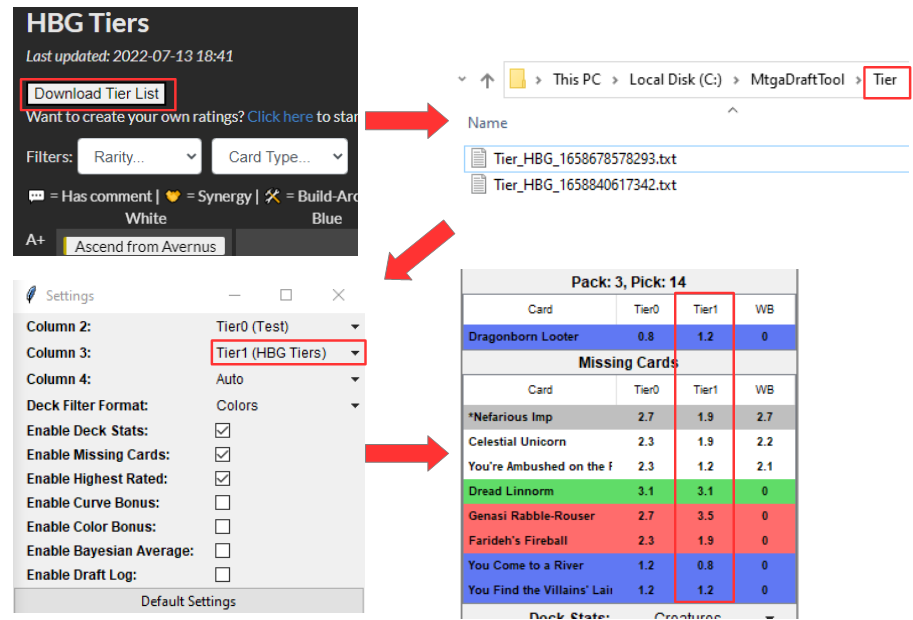 HBG Tiers
Last updated: 2022-07-13 18:41
Download Tier List
Want to create your own ratings? Click here to star
Filters: Rarity... Card Type...
= Has comment | = Synergy | = Build-Aro
White Blue
A+ Ascend from Avernus
This PC > Local Disk (C:) > MtgaDraftTool > Tier
Name
Tier_HBG_1658678578293.txt
Tier_HBG_1658840617342.txt
Settings
Column 2: Tier0 (Test)
Column 3: Tier1 (HBG Tiers)
Column 4: Auto
Deck Filter Format: Colors
Enable Deck Stats:
Enable Missing Cards:
Enable Highest Rated:
Enable Curve Bonus:
Enable Color Bonus:
Enable Bayesian Average:
Enable Draft Log:
Default Settings
Pack: 3, Pick: 14
Card Tier0 Tier1 WB
Dragonborn Looter 0.8 1.2 0
Missing Cards
Card Tier0 Tier1 WB
*Nefarious Imp 2.7 1.9 2.7
Celestial Unicorn 2.3 1.9 2.2
You're Ambushed on the F 2.3 1.2 2.1
Dread Linnorm 3.1 3.1 0
Genasi Rabble-Rouser 2.7 3.5 0
Farideh's Fireball 2.3 1.9 0
You Come to a River 1.2 0.8 0
You Find the Villains' Lair 1.2 1.2 0
Deck Stats: Creatures